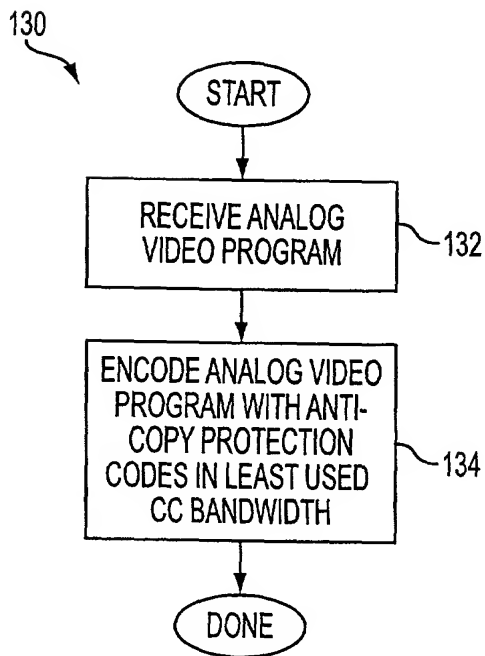 130
START
RECEIVE ANALOG
VIDEO PROGRAM
132
ENCODE ANALOG VIDEO
PROGRAM WITH ANTI-
COPY PROTECTION
CODES IN LEAST USED
CC BANDWIDTH
134
DONE